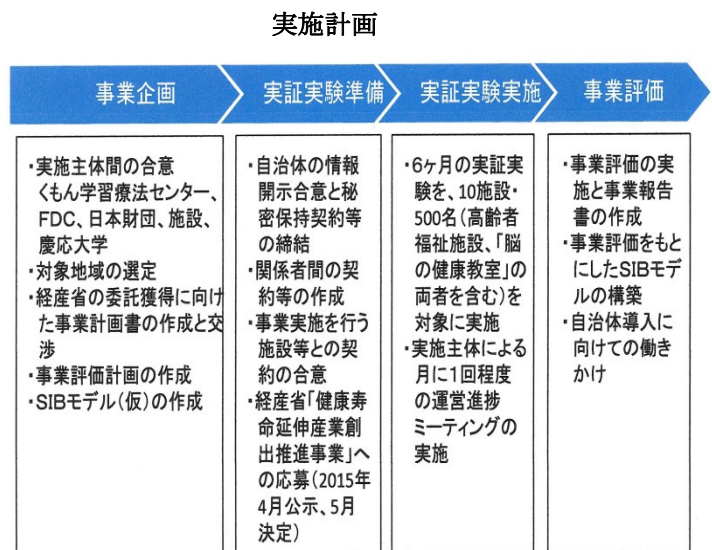 実施計画
事業企画
実証実験準備
実証実験実施
事業評価
・実施主体間の合意
くもん学習療法センター、
FDC、日本財団、施設、
慶応大学
・対象地域の選定
・経産省の委託獲得に向け
た事業計画書の作成と交
渉
・事業評価計画の作成
・SIBモデル(仮)の作成
・自治体の情報
開示合意と秘
密保持契約等
の締結
・関係者間の契
約等の作成
・事業実施を行う
施設等との契
約の合意
・経産省「健康寿
命延伸産業創
出推進事業」へ
の応募(2015年
4月公示、5月
決定)
・6ヶ月の実証実
験を、10施設・
500名(高齢者
福祉施設、「脳
の健康教室」の
両者を含む)を
対象に実施
・実施主体による
月に1回程度
の運営進捗
ミーティングの
実施
・事業評価の実
施と事業報告
書の作成
・事業評価をもと
にしたSIBモデ
ルの構築
・自治体導入に
向けての働き
かけ